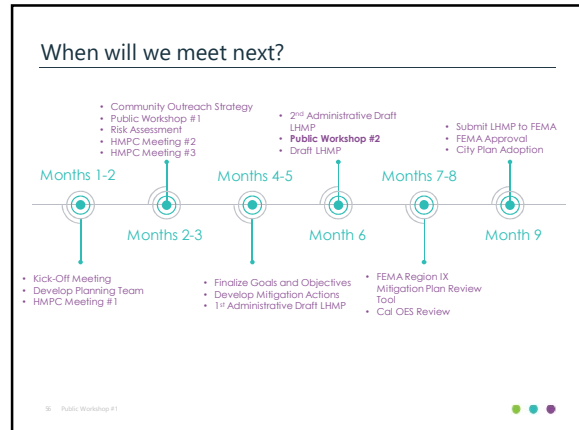 When will we meet next?
• Community Outreach Strategy
• Public Workshop #1
• Risk Assessment
• HMPC Meeting #2
• HMPC Meeting #3
• 2nd Administrative Draft
LHMP
• Public Workshop #2
• Draft LHMP
• Submit LHMP to FEMA
• FEMA Approval
• City Plan Adoption
Months 1-2
Months 4-5
Months 7-8
Months 2-3
Month 6
Month 9
• Kick-Off Meeting
• Develop Planning Team
• HMPC Meeting #1
• Finalize Goals and Objectives
• Develop Mitigation Actions
• 1st Administrative Draft LHMP
• FEMA Region IX
Mitigation Plan Review
Tool
• Cal OES Review
56 Public Workshop #1